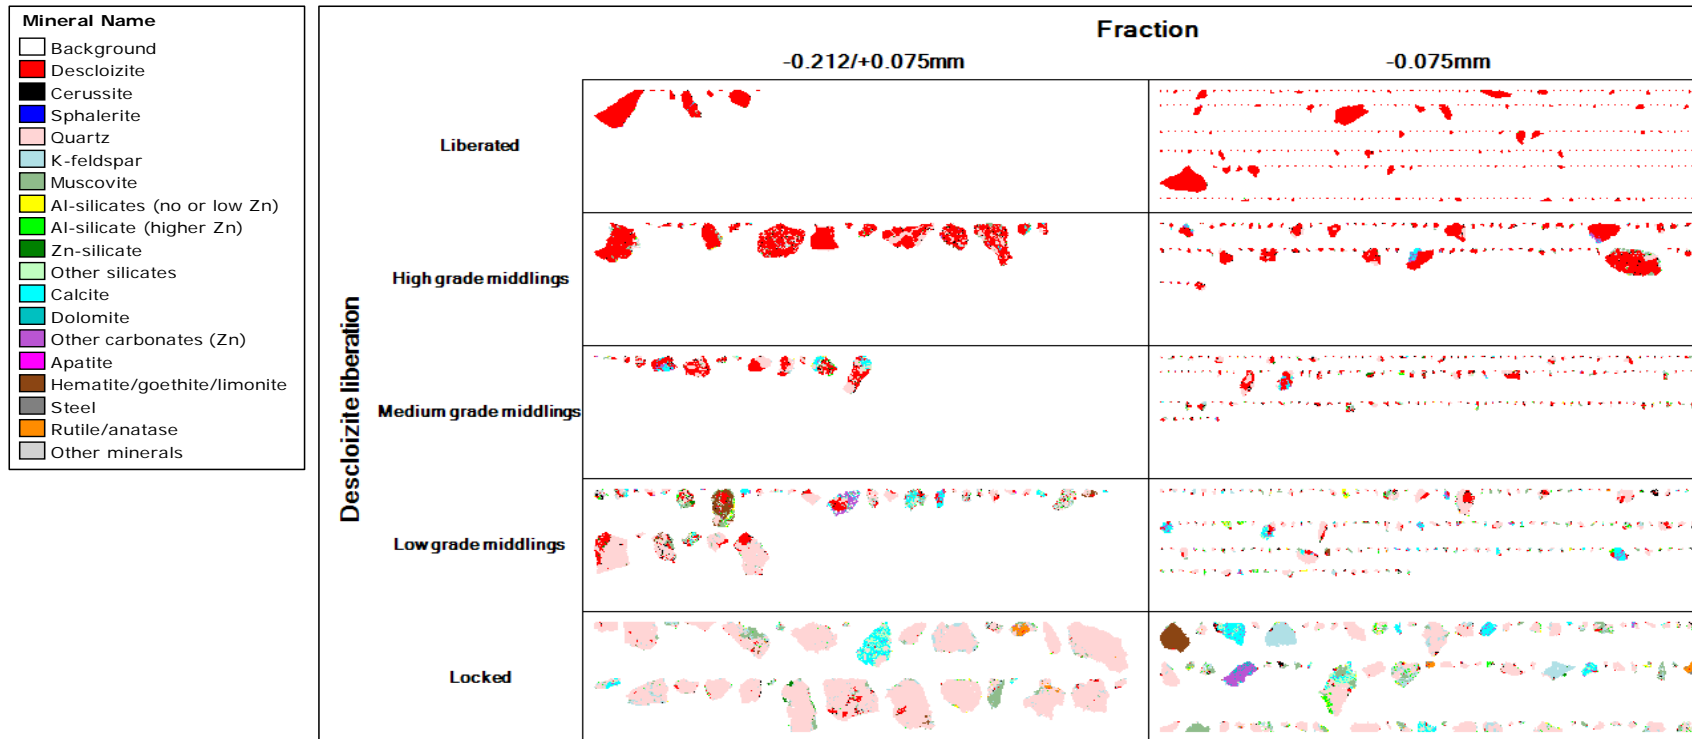 Mineral Name
Background
Descloizite
Cerussite
Sphalerite
Quartz
K-feldspar
Muscovite
Al-silicates (no or low Zn)
Al-silicate (higher Zn)
Zn-silicate
Other silicates
Calcite
Dolomite
Other carbonates (Zn)
Apatite
Hematite/goethite/limonite
Steel
Rutile/anatase
Other minerals
Fraction
-0.212/+0.075mm
-0.075mm
Descloizite liberation
Liberated
High grade middlings
Medium grade middlings
Low grade middlings
Locked